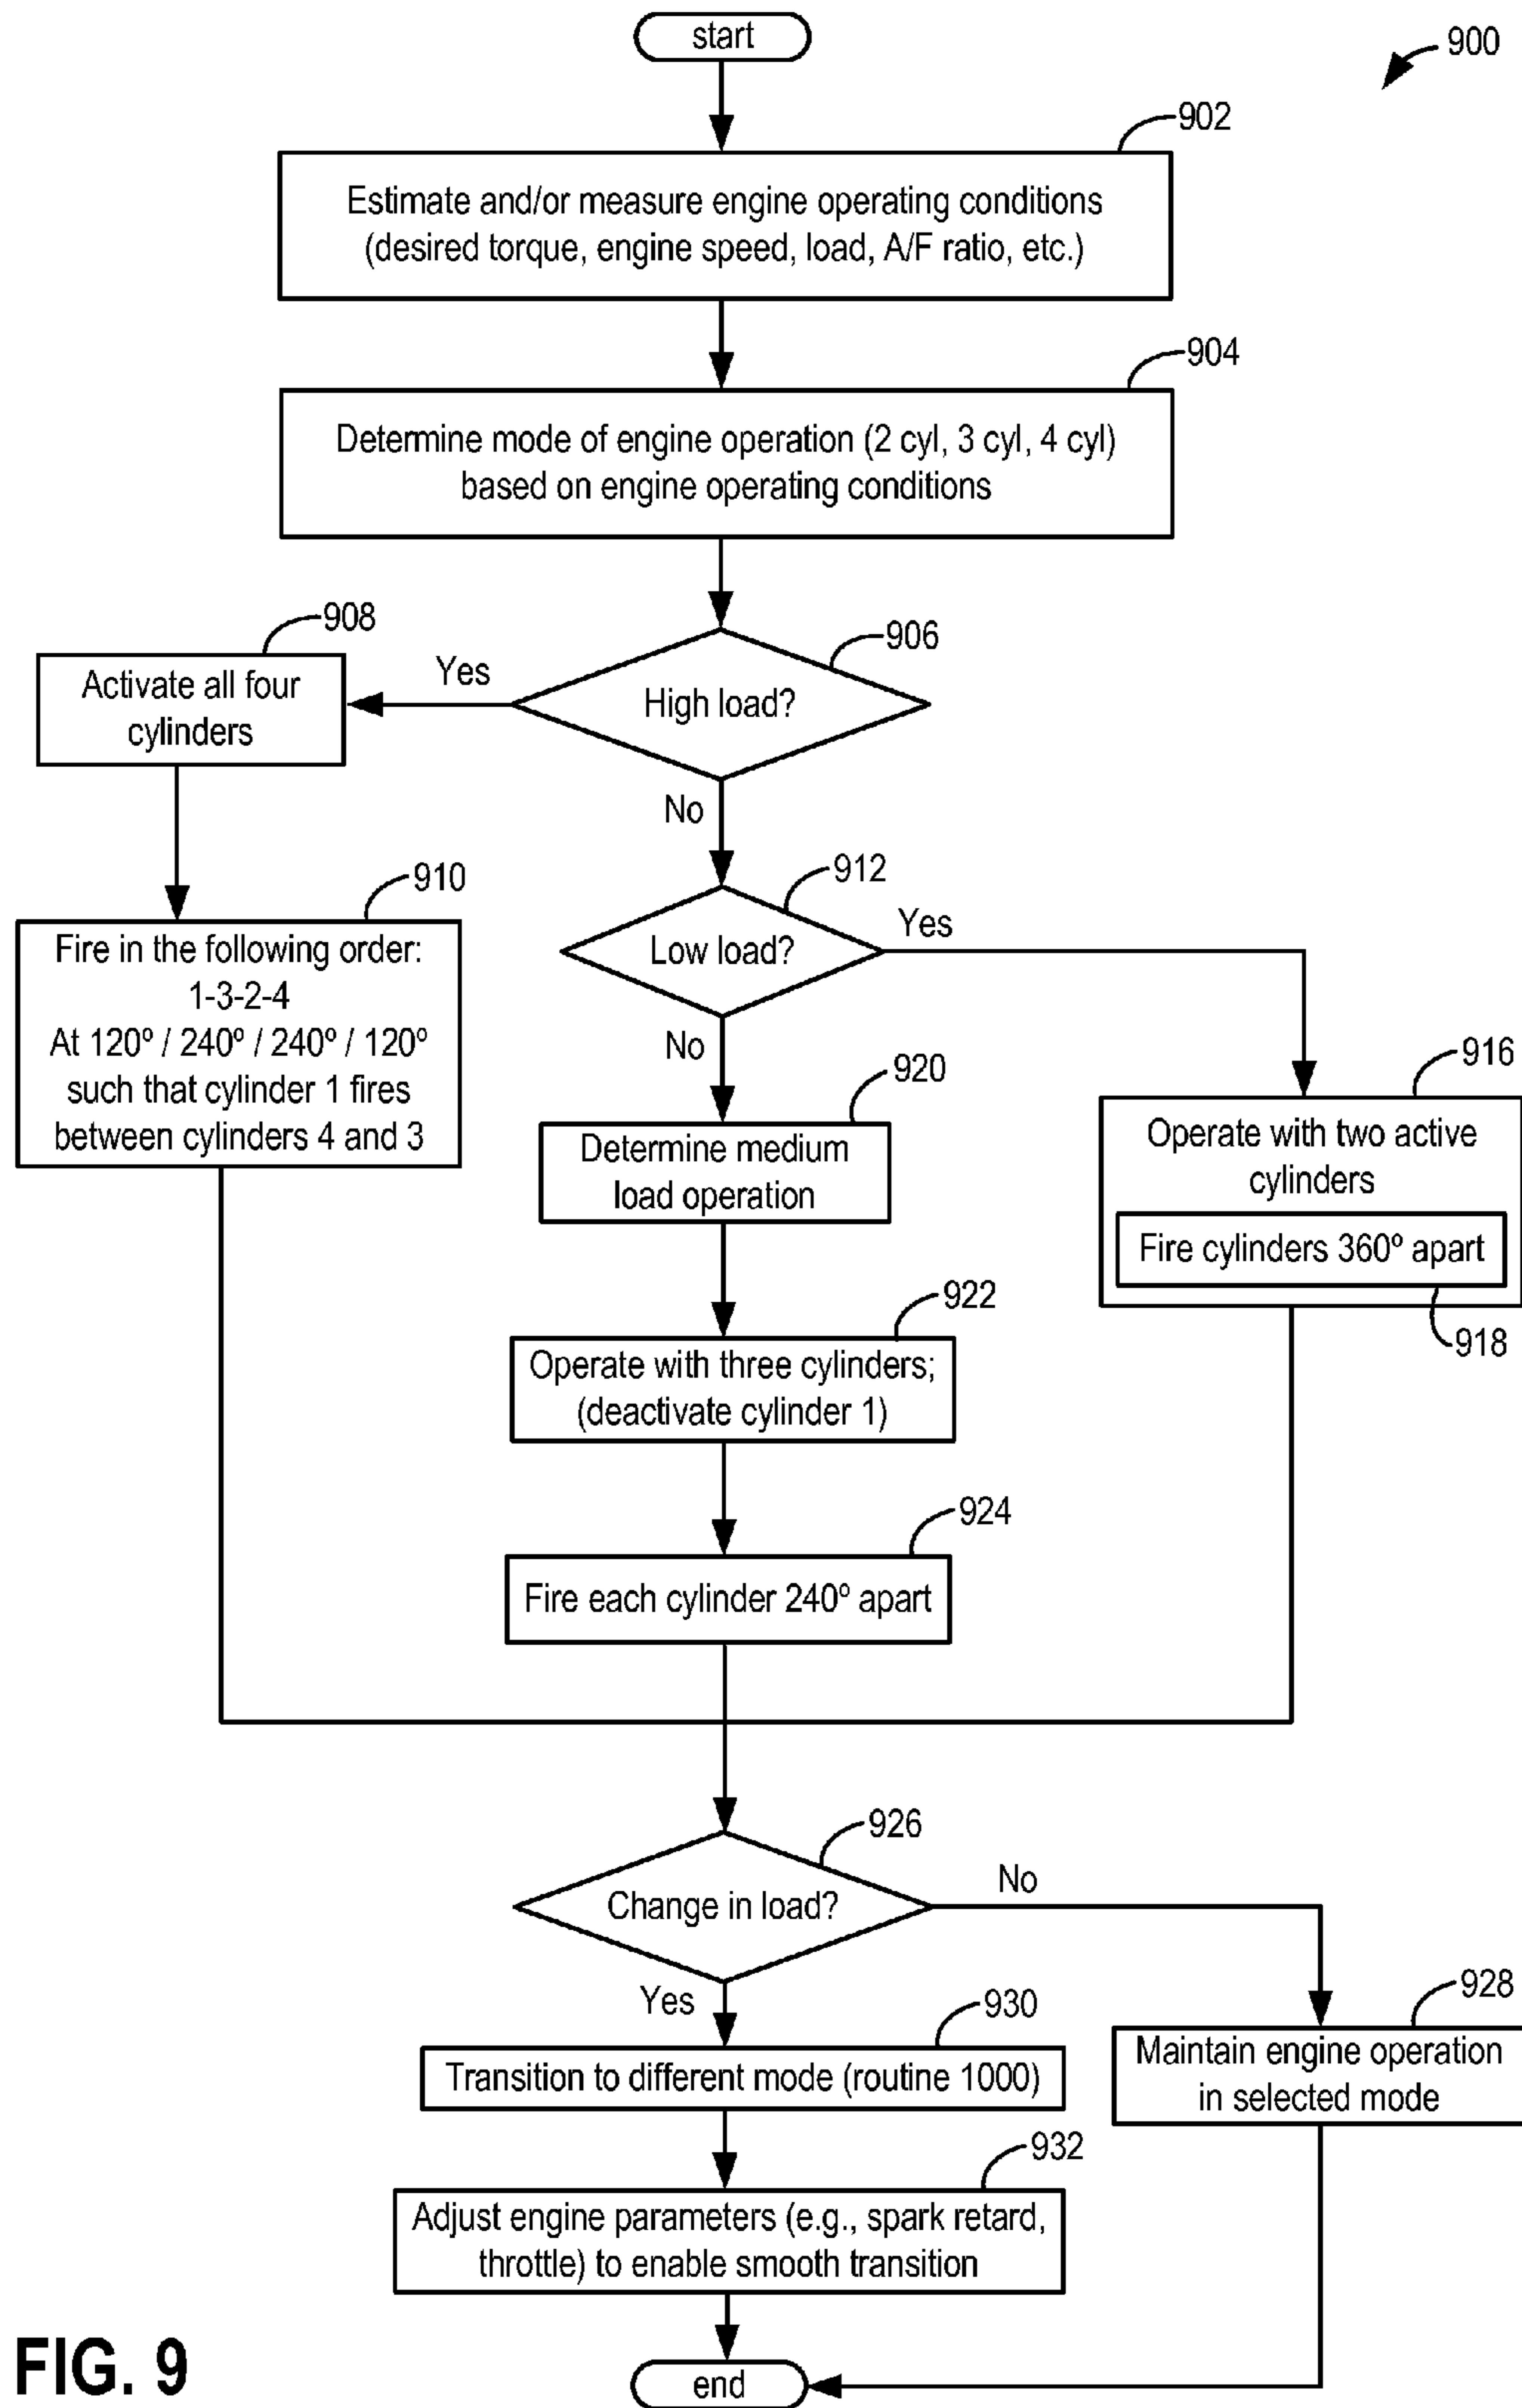 start
900
902
Estimate and/or measure engine operating conditions
(desired torque, engine speed, load, A/F ratio, etc.)
904
Determine mode of engine operation (2 cyl, 3 cyl, 4 cyl)
based on engine operating conditions
906
High load?
Yes
No
908
Activate all four
cylinders
910
Fire in the following order:
1-3-2-4
At 120º / 240º / 240º / 120º
such that cylinder 1 fires
between cylinders 4 and 3
912
Low load?
Yes
No
916
Operate with two active
cylinders
Fire cylinders 360º apart
918
920
Determine medium
load operation
922
Operate with three cylinders;
(deactivate cylinder 1)
924
Fire each cylinder 240º apart
926
Change in load?
No
Yes
928
Maintain engine operation
in selected mode
930
Transition to different mode (routine 1000)
932
Adjust engine parameters (e.g., spark retard,
throttle) to enable smooth transition
end
FIG. 9